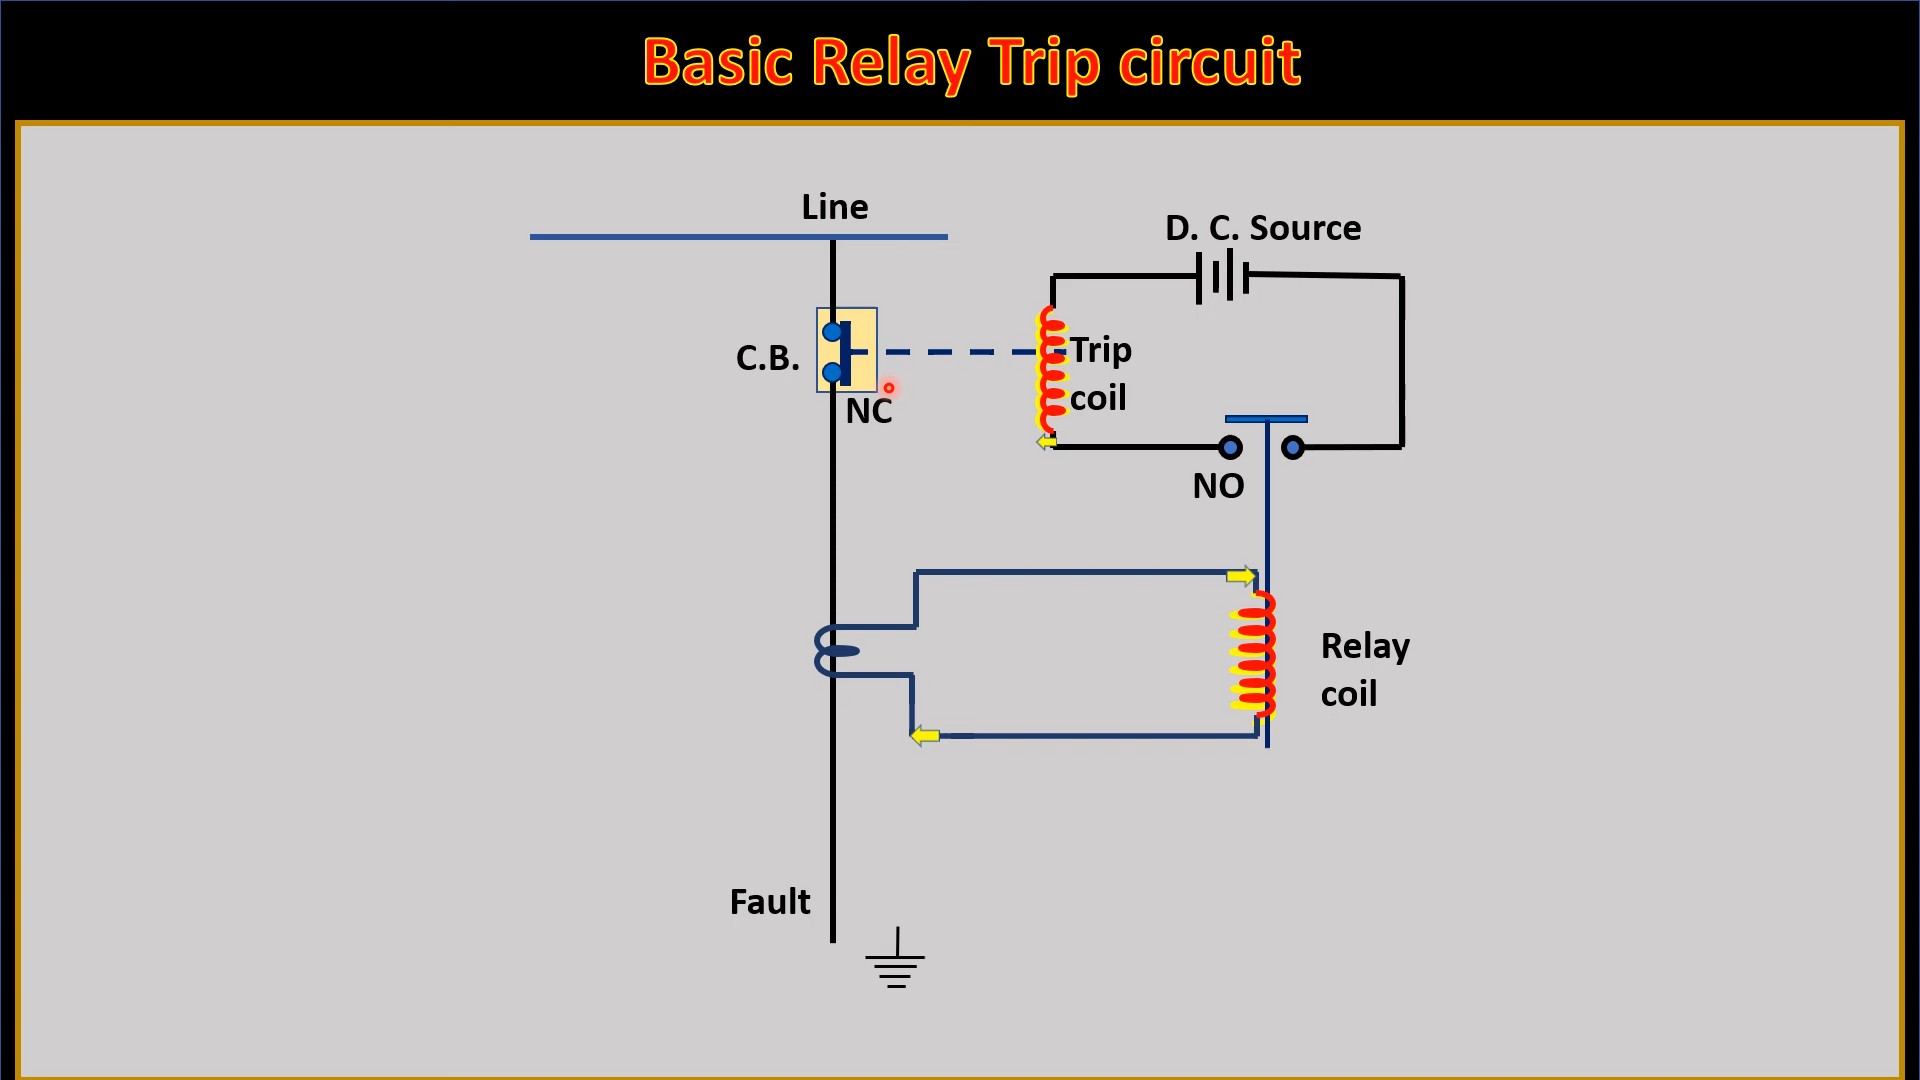 Basic Relay Trip circuit
Line
D. C. Source
C.B.
Trip
coil
NC
NO
Relay
coil
Fault